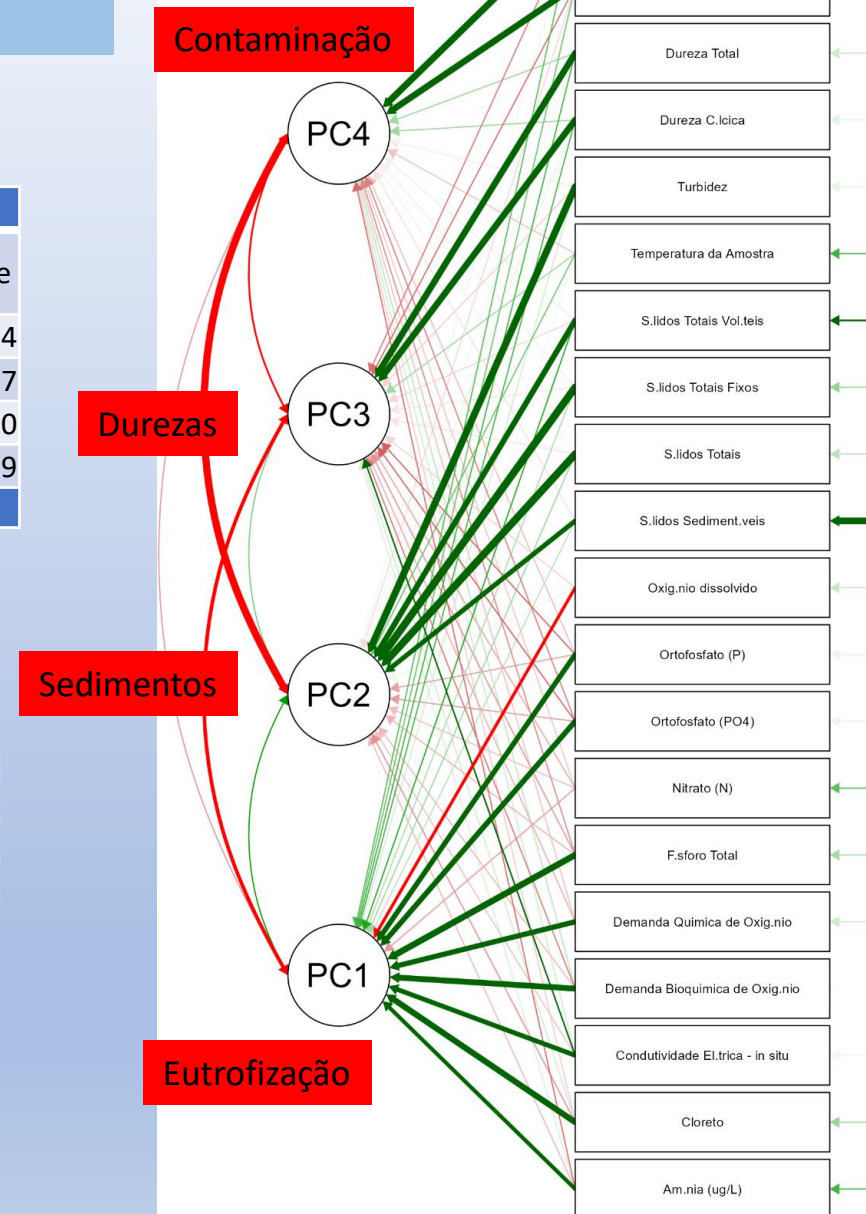 Contaminação
PC4
e
4
7
0
9
PC3
Durezas
PC2
Sedimentos
PC1
Eutrofização
Dureza Total
Dureza C.lcica
Turbidez
Temperatura da Amostra
S.lidos Totais Vol.teis
S.lidos Totais Fixos
S.lidos Totais
S.lidos Sediment.veis
Oxig.nio dissolvido
Ortofosfato (P)
Ortofosfato (PO4)
Nitrato (N)
F.sforo Total
Demanda Quimica de Oxig.nio
Demanda Bioquimica de Oxig.nio
Condutividade El.trica - in situ
Cloreto
Am.nia (ug/L)